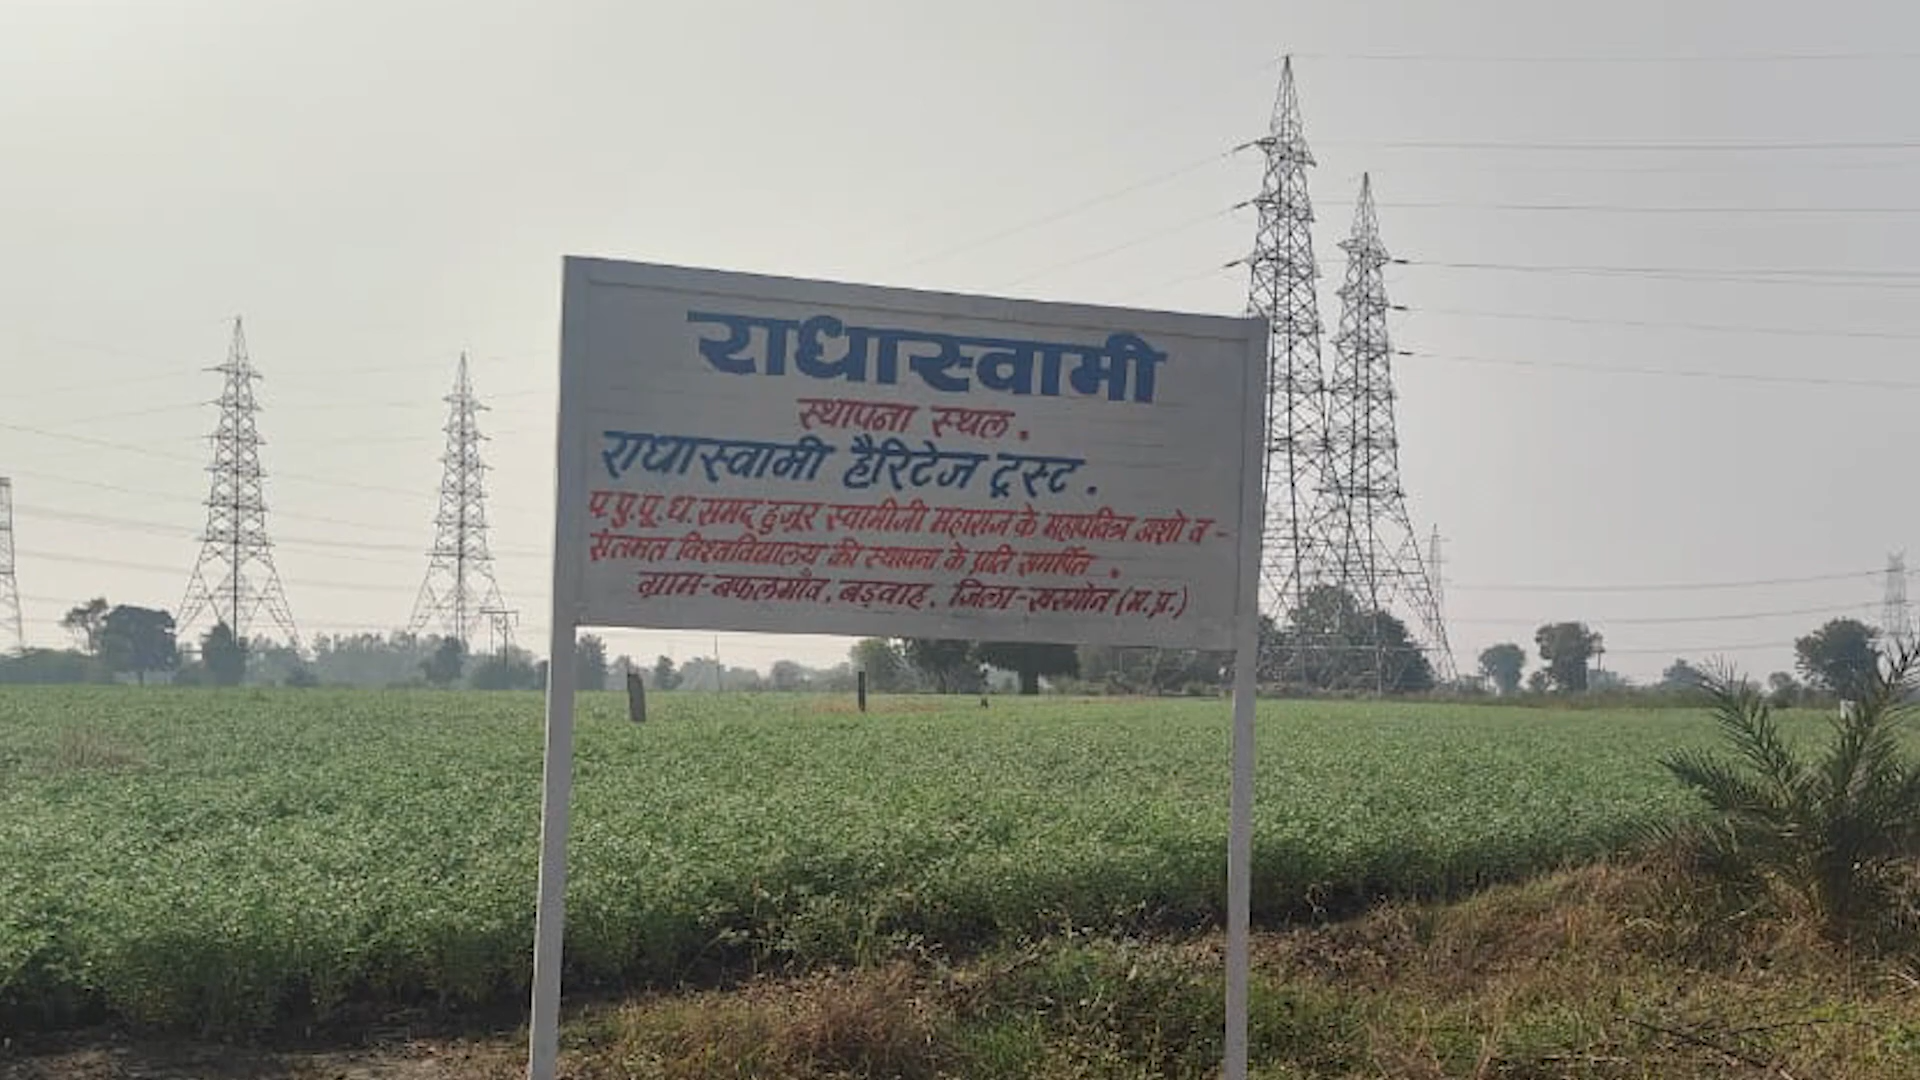 राधास्वामी
स्थापना स्थल .
राधास्वामी हैरिटेज ट्रस्ट .
प.पु.पू.ध. समद् हुजूर स्वामीजी महाराज के महापवित्र अशो व -
संतमत विश्वविद्यालय की स्थापना के प्रति समर्पित .
ग्राम-बफलगाँव, बड़वाह, जिला-खरगोन (म.प्र.)